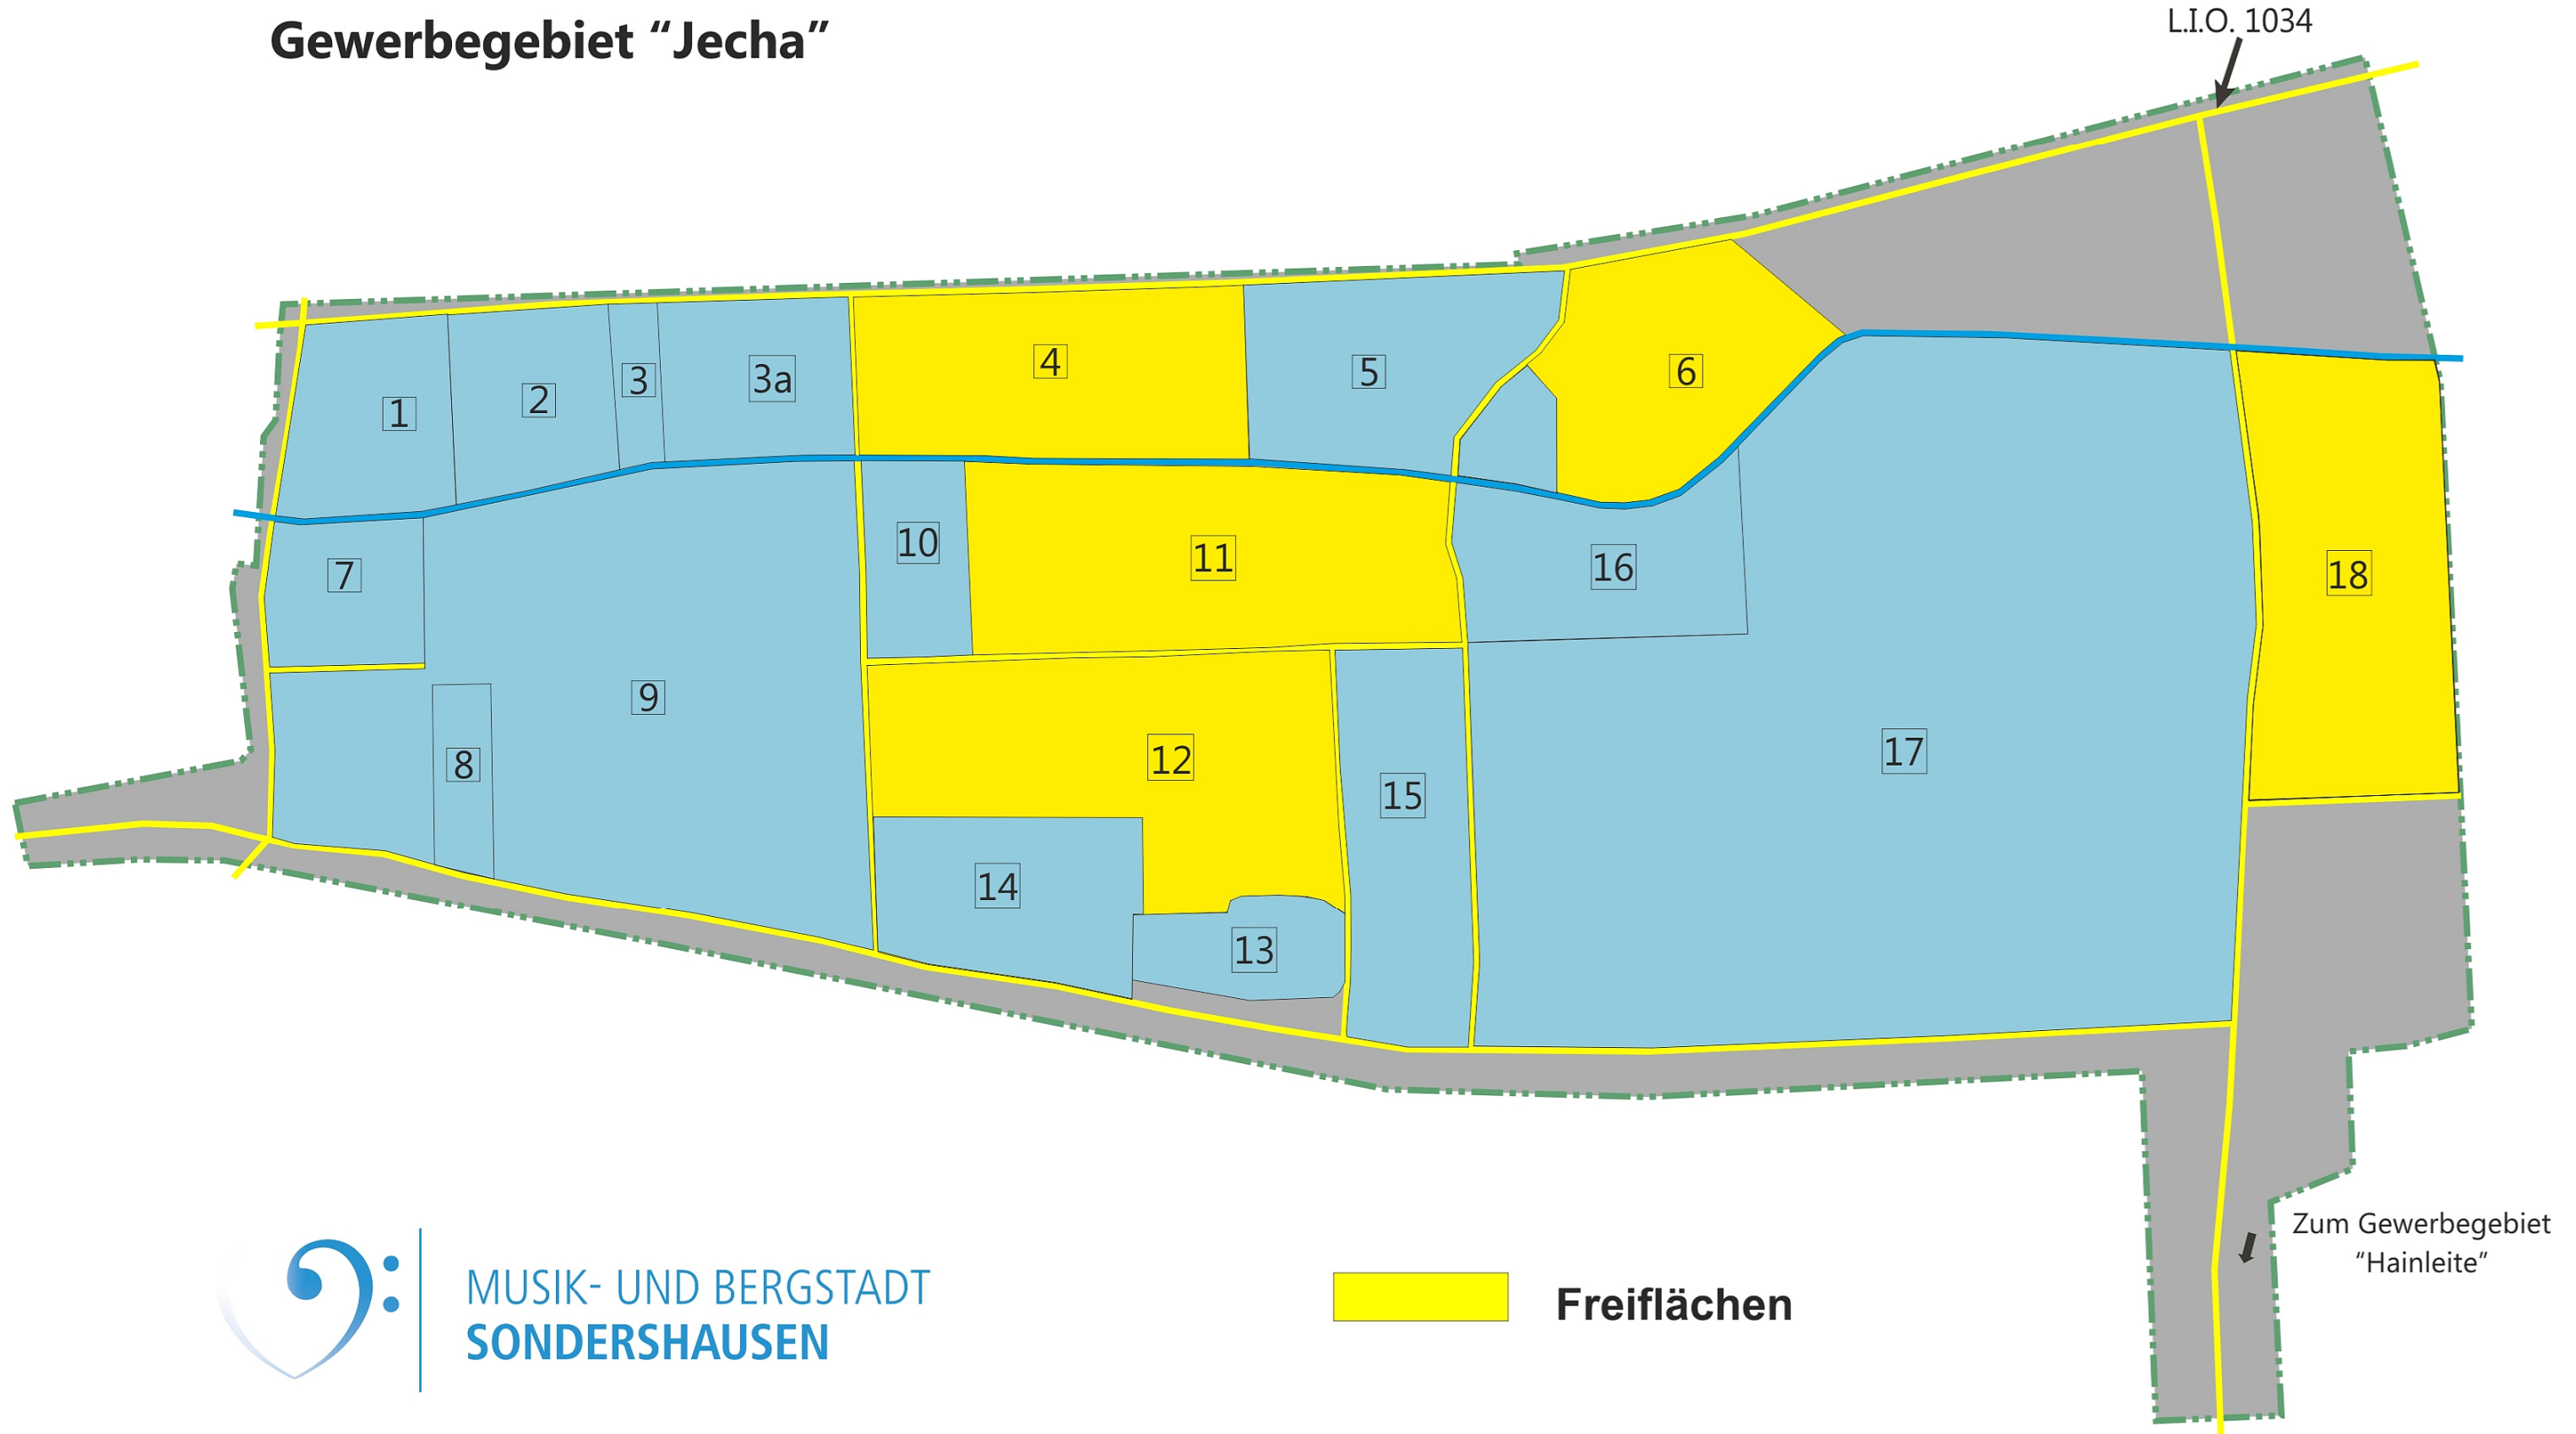 Gewerbegebiet “Jecha”
L.I.O. 1034
1
2
3
3a
4
5
6
7
8
9
10
11
12
13
14
15
16
17
18
Zum Gewerbegebiet
“Hainleite”
MUSIK- UND BERGSTADT
SONDERSHAUSEN
Freiflächen